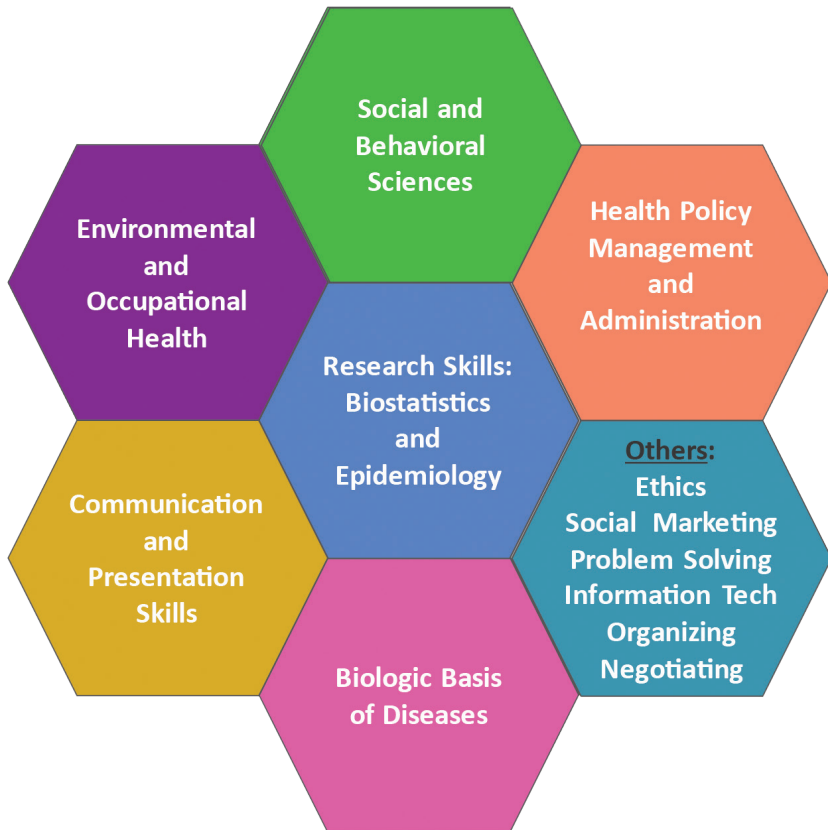 Social and
Behavioral
Sciences
Environmental
and
Occupational
Health
Health Policy
Management
and
Administration
Research Skills:
Biostatistics
and
Epidemiology
Communication
and
Presentation
Skills
Others:
Ethics
Social Marketing
Problem Solving
Information Tech
Organizing
Negotiating
Biologic Basis
of Diseases